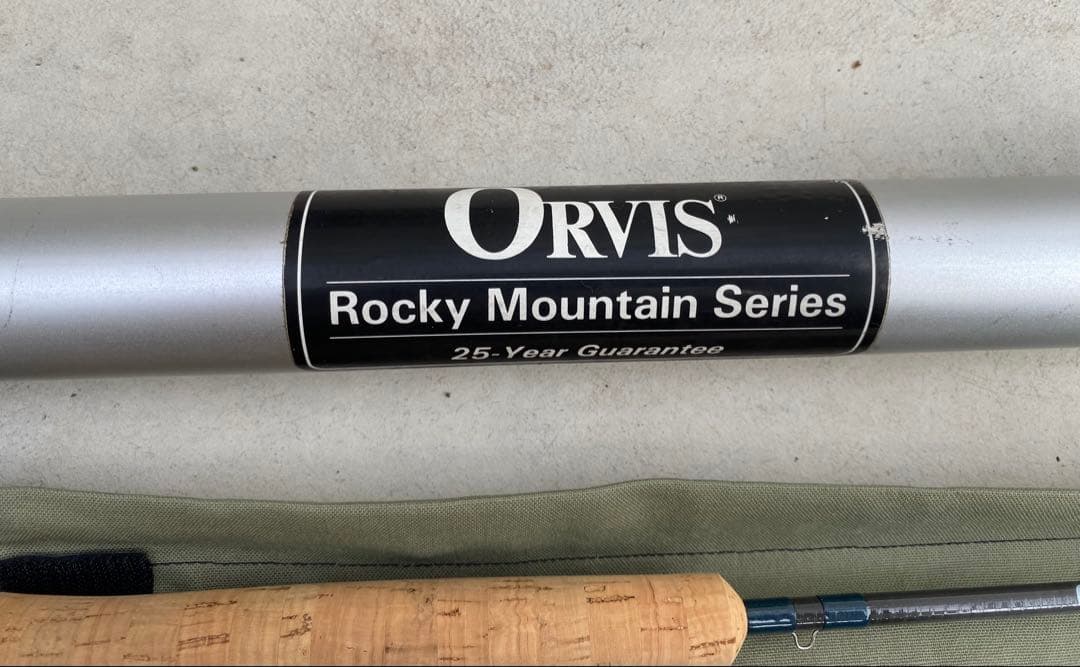 ORVIS®
Rocky Mountain Series
25-Year Guarantee